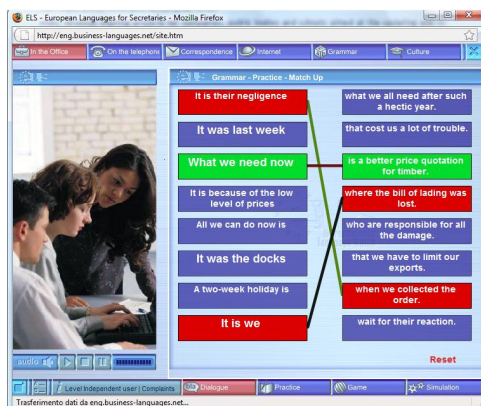 ELS - European Languages for Secretaries - Mozilla Firefox
http://eng.business-languages.net/site.htm
In the Office
On the telephone
Correspondence
Internet
Grammar
Culture
Grammar - Practice - Match Up
It is their negligence
what we all need after such
a hectic year.
It was last week
that cost us a lot of trouble.
What we need now
is a better price quotation
for timber.
It is because of the low
level of prices
where the bill of lading was
lost.
All we can do now is
who are responsible for all
the damage.
It was the docks
that we have to limit our
exports.
A two-week holiday is
when we collected the
order.
It is we
wait for their reaction.
Reset
audio
Level Independent user | Complaints
Dialogue
Practice
Game
Simulation
Trasferimento dati da eng.business-languages.net...